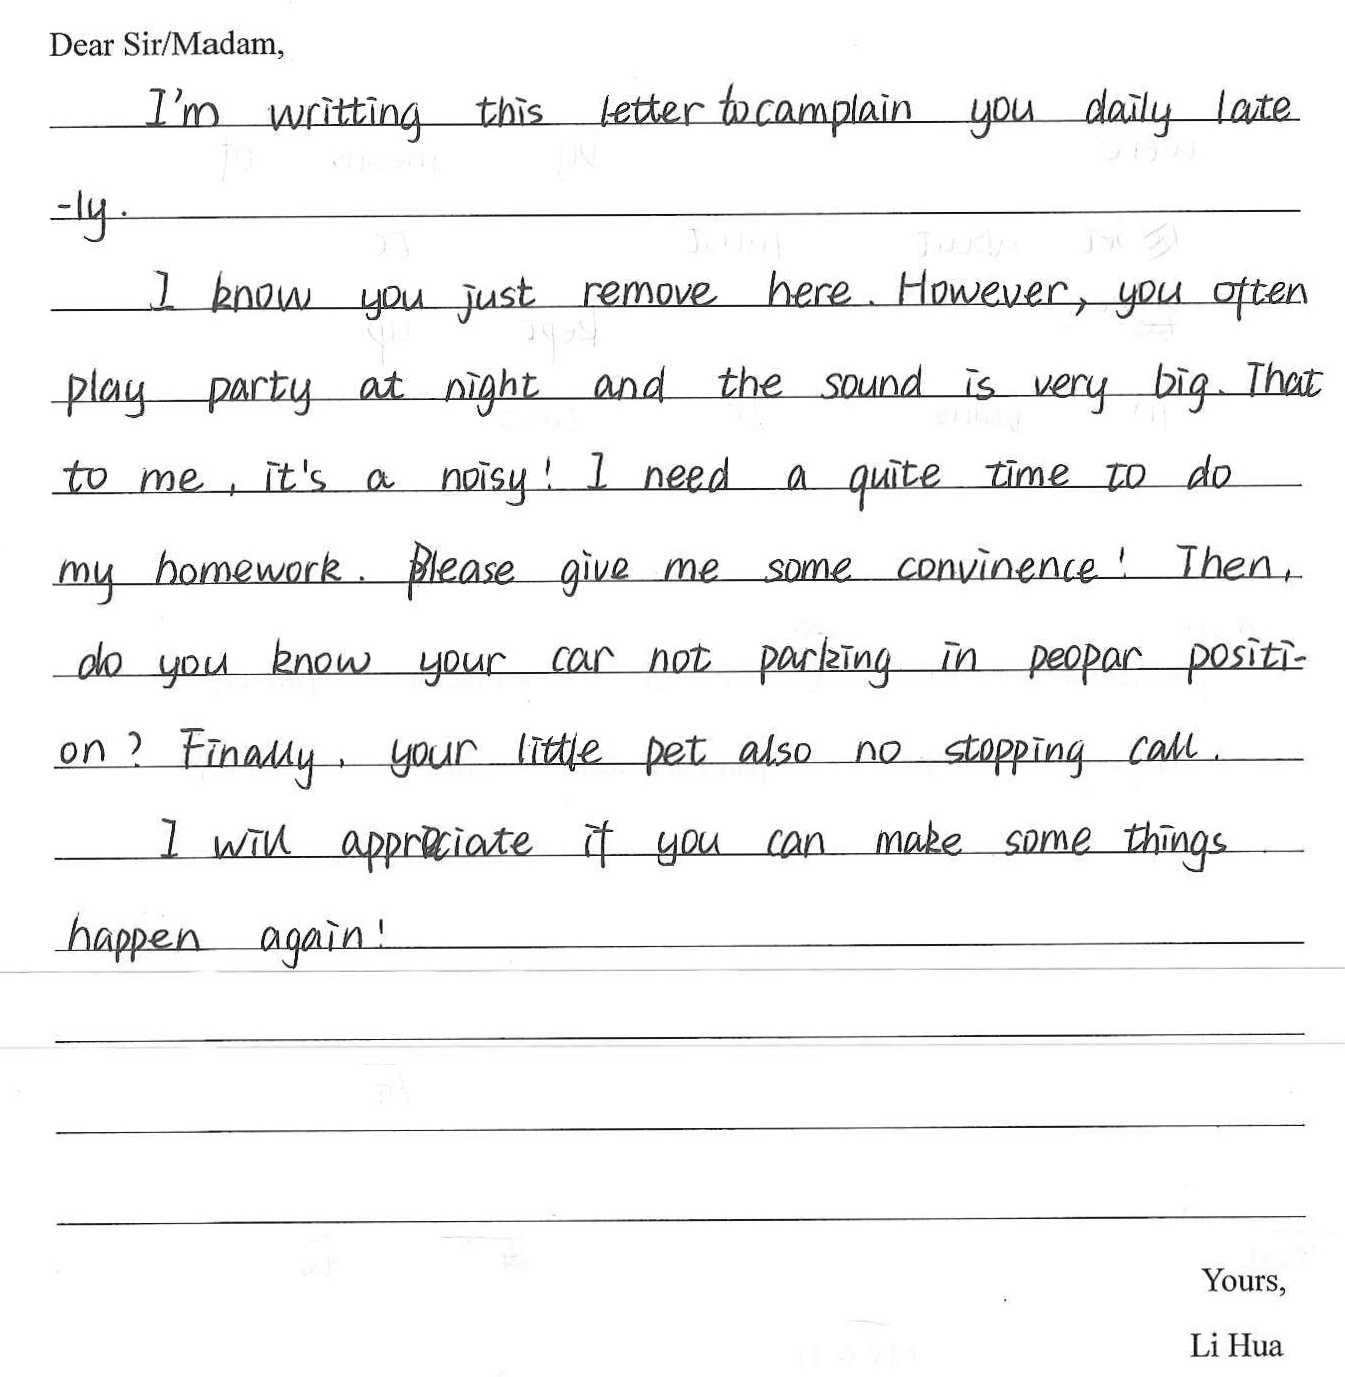 Dear Sir/Madam,
I'm writting this letter to camplain you daily late
-ly.
I know you just remove here. However, you often
play party at night and the sound is very big. That
to me, it's a noisy! I need a quite time to do
my homework. Please give me some convinence! Then,
do you know your car not parking in peopar positi-
on? Finally, your little pet also no stopping call.
I will appreciate if you can make some things
happen again!
Yours,
Li Hua